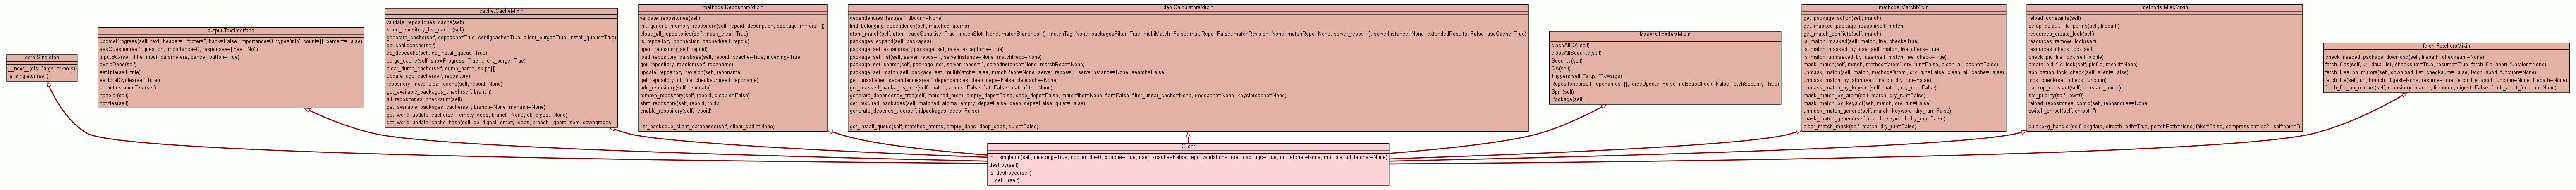 core.Singleton
__new__(cls, *args, **kwds)
is_singleton(self)
output.TextInterface
updateProgress(self, text, header='', footer='', back=False, importance=0, type='info', count=[], percent=False)
askQuestion(self, question, importance=0, responses=['Yes', 'No'])
inputBox(self, title, input_parameters, cancel_button=True)
cycleDone(self)
setTitle(self, title)
setTotalCycles(self, total)
outputInstanceTest(self)
nocolor(self)
notitles(self)
cache.CacheMixin
validate_repositories_cache(self)
store_repository_list_cache(self)
generate_cache(self, depcache=True, configcache=True, client_purge=True, install_queue=True)
do_configcache(self)
do_depcache(self, do_install_queue=True)
purge_cache(self, showProgress=True, client_purge=True)
clear_dump_cache(self, dump_name, skip=[])
update_ugc_cache(self, repository)
repository_move_clear_cache(self, repoid=None)
get_available_packages_chash(self, branch)
all_repositories_checksum(self)
get_available_packages_cache(self, branch=None, myhash=None)
get_world_update_cache(self, empty_deps, branch=None, db_digest=None)
get_world_update_cache_hash(self, db_digest, empty_deps, branch, ignore_spm_downgrades)
methods.RepositoryMixin
validate_repositories(self)
init_generic_memory_repository(self, repoid, description, package_mirrors=[])
close_all_repositories(self, mask_clear=True)
is_repository_connection_cached(self, repoid)
open_repository(self, repoid)
load_repository_database(self, repoid, xcache=True, indexing=True)
get_repository_revision(self, reponame)
update_repository_revision(self, reponame)
get_repository_db_file_checksum(self, reponame)
add_repository(self, repodata)
remove_repository(self, repoid, disable=False)
shift_repository(self, repoid, toidx)
enable_repository(self, repoid)
...
list_backedup_client_databases(self, client_dbdir=None)
dep.CalculatorsMixin
dependencies_test(self, dbconn=None)
find_belonging_dependency(self, matched_atoms)
atom_match(self, atom, caseSensitive=True, matchSlot=None, matchBranches=(), matchTag=None, packagesFilter=True, multiMatch=False, multiRepo=False, matchRevision=None, matchRepo=None, server_repos=[], serverInstance=None, extendedResults=False, useCache=True)
packages_expand(self, packages)
package_set_expand(self, package_set, raise_exceptions=True)
package_set_list(self, server_repos=[], serverInstance=None, matchRepo=None)
package_set_search(self, package_set, server_repos=[], serverInstance=None, matchRepo=None)
package_set_match(self, package_set, multiMatch=False, matchRepo=None, server_repos=[], serverInstance=None, search=False)
get_unsatisfied_dependencies(self, dependencies, deep_deps=False, depcache=None)
get_masked_packages_tree(self, match, atoms=False, flat=False, matchfilter=None)
generate_dependency_tree(self, matched_atom, empty_deps=False, deep_deps=False, matchfilter=None, flat=False, filter_unsat_cache=None, treecache=None, keyslotcache=None)
get_required_packages(self, matched_atoms, empty_deps=False, deep_deps=False, quiet=False)
generate_depends_tree(self, idpackages, deep=False)
...
get_install_queue(self, matched_atoms, empty_deps, deep_deps, quiet=False)
loaders.LoadersMixin
closeAllQA(self)
closeAllSecurity(self)
Security(self)
QA(self)
Triggers(self, *args, **kwargs)
Repositories(self, reponames=[], forceUpdate=False, noEquoCheck=False, fetchSecurity=True)
Spm(self)
Package(self)
methods.MatchMixin
get_package_action(self, match)
get_masked_package_reason(self, match)
get_match_conflicts(self, match)
is_match_masked(self, match, live_check=True)
is_match_masked_by_user(self, match, live_check=True)
is_match_unmasked_by_user(self, match, live_check=True)
mask_match(self, match, method='atom', dry_run=False, clean_all_cache=False)
unmask_match(self, match, method='atom', dry_run=False, clean_all_cache=False)
unmask_match_by_atom(self, match, dry_run=False)
unmask_match_by_keyslot(self, match, dry_run=False)
mask_match_by_atom(self, match, dry_run=False)
mask_match_by_keyslot(self, match, dry_run=False)
unmask_match_generic(self, match, keyword, dry_run=False)
mask_match_generic(self, match, keyword, dry_run=False)
clear_match_mask(self, match, dry_run=False)
methods.MiscMixin
reload_constants(self)
setup_default_file_perms(self, filepath)
resources_create_lock(self)
resources_remove_lock(self)
resources_check_lock(self)
check_pid_file_lock(self, pidfile)
create_pid_file_lock(self, pidfile, mypid=None)
application_lock_check(self, silent=False)
lock_check(self, check_function)
backup_constant(self, constant_name)
set_priority(self, low=0)
reload_repositories_config(self, repositories=None)
switch_chroot(self, chroot='')
...
quickpkg_handler(self, pkgdata, dirpath, edb=True, portdbPath=None, fake=False, compression='bz2', shiftpath='')
fetch.FetchersMixin
check_needed_package_download(self, filepath, checksum=None)
fetch_files(self, url_data_list, checksum=True, resume=True, fetch_file_abort_function=None)
fetch_files_on_mirrors(self, download_list, checksum=False, fetch_abort_function=None)
fetch_file(self, url, branch, digest=None, resume=True, fetch_file_abort_function=None, filepath=None)
fetch_file_on_mirrors(self, repository, branch, filename, digest=False, fetch_abort_function=None)
Client
init_singleton(self, indexing=True, noclientdb=0, xcache=True, user_xcache=False, repo_validation=True, load_ugc=True, url_fetcher=None, multiple_url_fetcher=None)
destroy(self)
is_destroyed(self)
__del__(self)